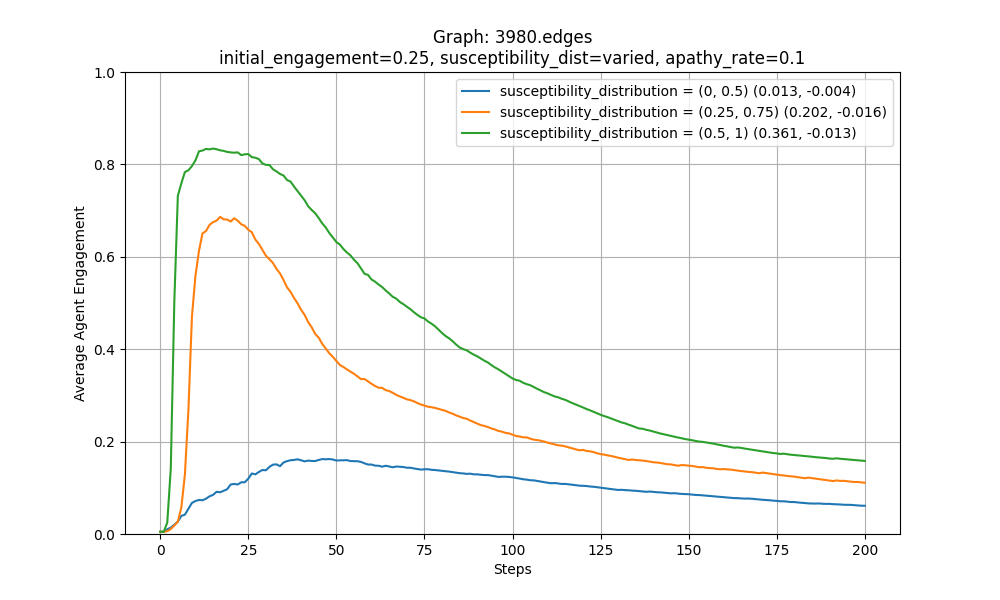 Graph: 3980.edges
initial_engagement=0.25, susceptibility_dist=varied, apathy_rate=0.1
susceptibility_distribution = (0, 0.5) (0.013, -0.004)
susceptibility_distribution = (0.25, 0.75) (0.202, -0.016)
susceptibility_distribution = (0.5, 1) (0.361, -0.013)
Average Agent Engagement
1.0
0.8
0.6
0.4
0.2
0.0
0 25 50 75 100 125 150 175 200
Steps